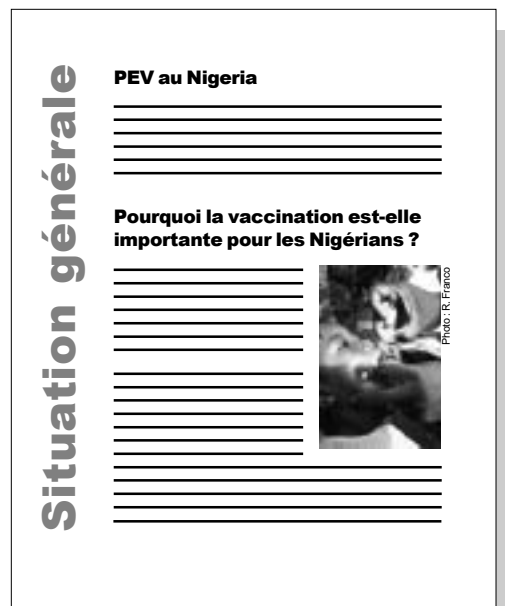 Situation générale
PEV au Nigeria
Pourquoi la vaccination est-elle
importante pour les Nigérians ?
Photo : R. Franco